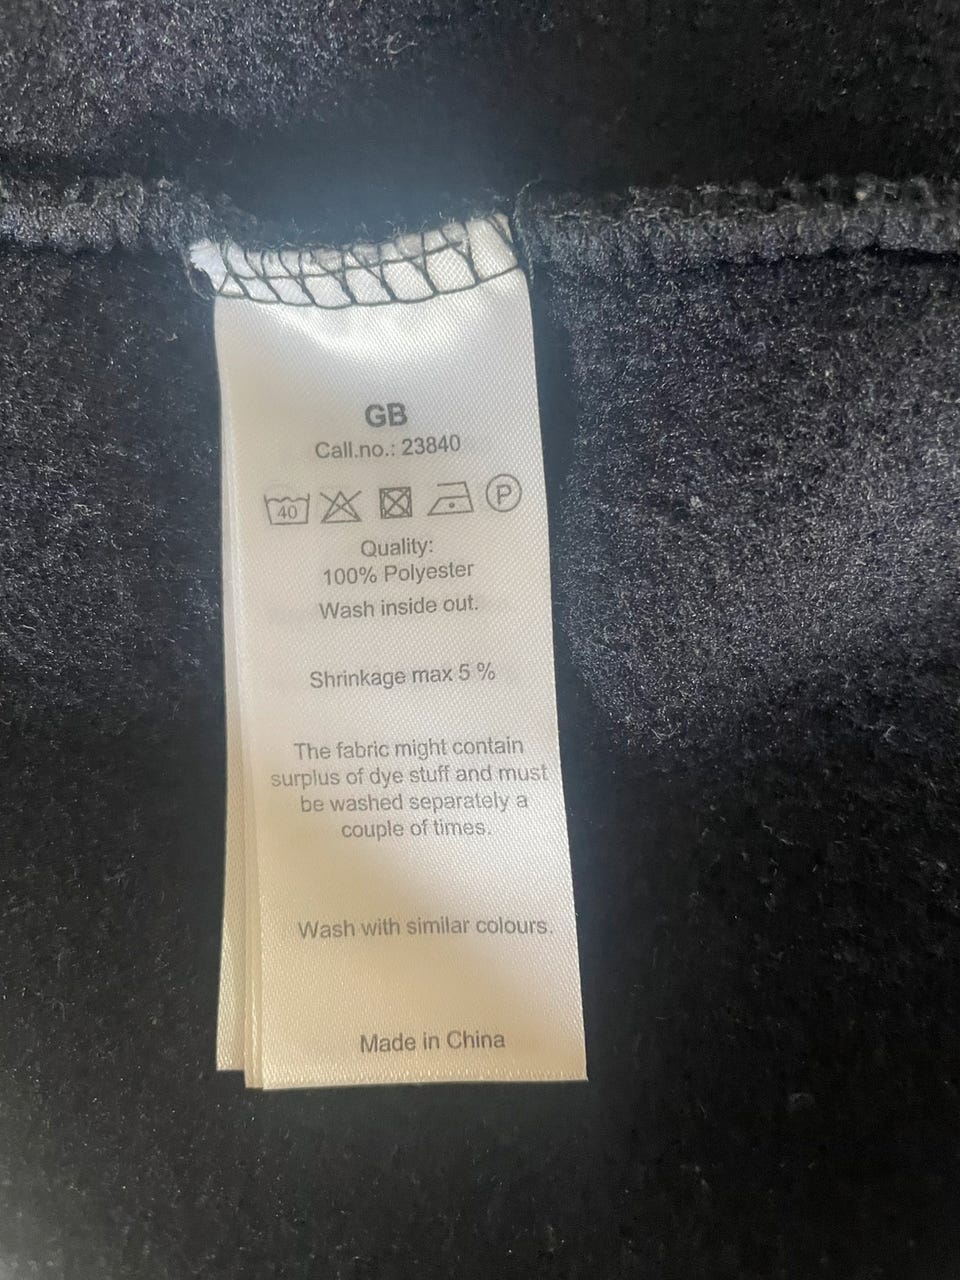 GB
Call.no.: 23840
40 P
Quality:
100% Polyester
Wash inside out.
Shrinkage max 5 %
The fabric might contain
surplus of dye stuff and must
be washed separately a
couple of times.
Wash with similar colours.
Made in China